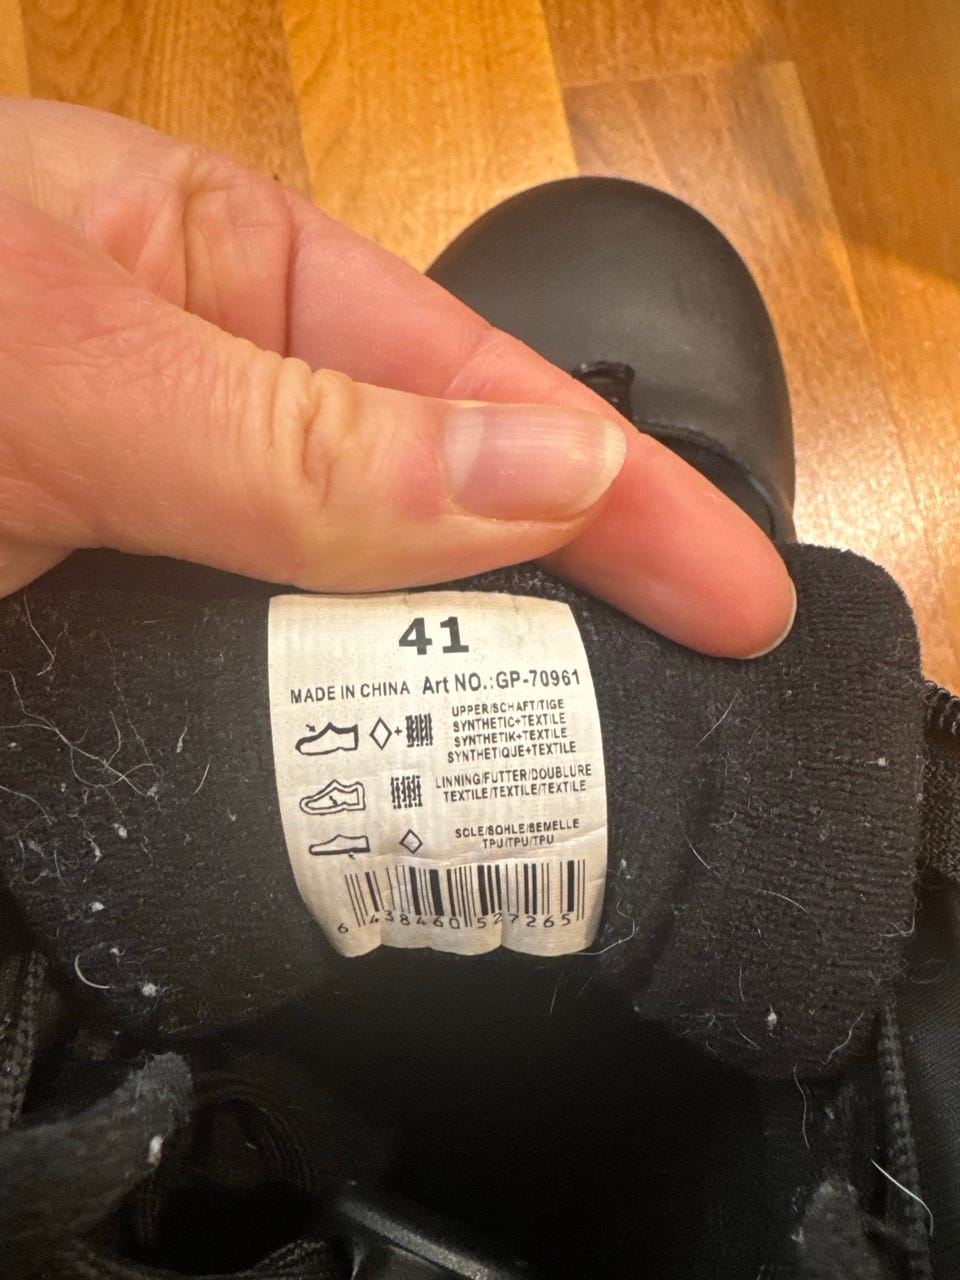 41
MADE IN CHINA Art NO.:GP-70961
UPPER/SCHAFT/TIGE
SYNTHETIC+TEXTILE
SYNTHETIK+TEXTILE
SYNTHETIQUE+TEXTILE
LINNING/FUTTER/DOUBLURE
TEXTILE/TEXTILE/TEXTILE
SOLE/SOHLE/SEMELLE
TPU/TPU/TPU
6 438460 527265